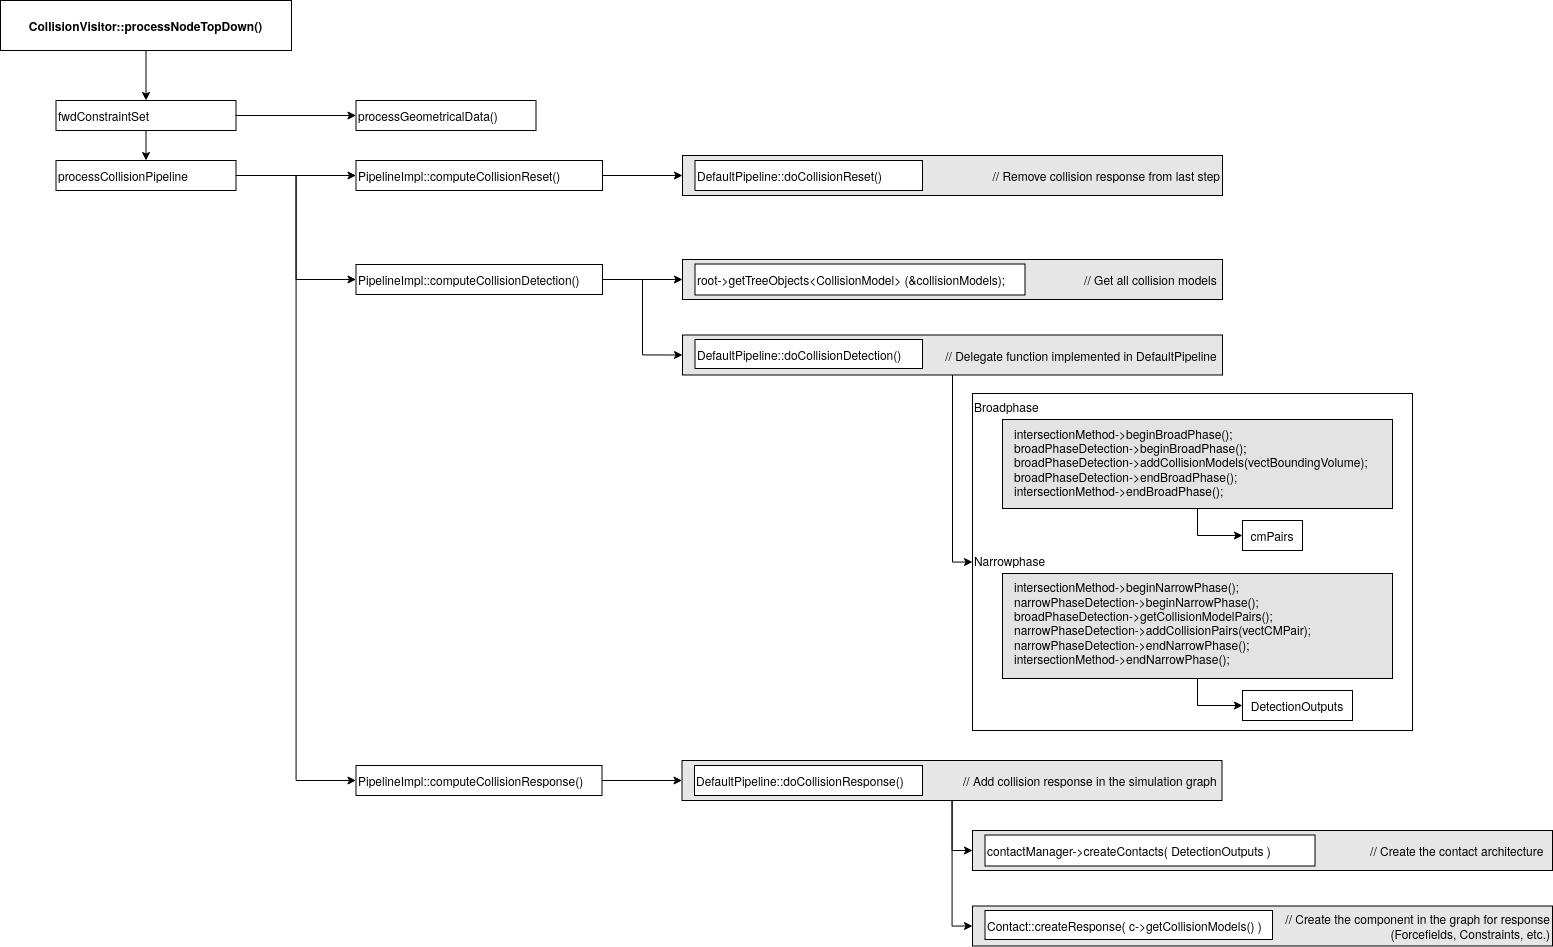 CollisionVisitor::processNodeTopDown()
fwdConstraintSet
processGeometricalData()
processCollisionPipeline
PipelineImpl::computeCollisionReset()
DefaultPipeline::doCollisionReset()
// Remove collision response from last step
PipelineImpl::computeCollisionDetection()
root->getTreeObjects<CollisionModel> (&collisionModels);
// Get all collision models
DefaultPipeline::doCollisionDetection()
// Delegate function implemented in DefaultPipeline
Broadphase
intersectionMethod->beginBroadPhase();
broadPhaseDetection->beginBroadPhase();
broadPhaseDetection->addCollisionModels(vectBoundingVolume);
broadPhaseDetection->endBroadPhase();
intersectionMethod->endBroadPhase();
cmPairs
Narrowphase
intersectionMethod->beginNarrowPhase();
narrowPhaseDetection->beginNarrowPhase();
broadPhaseDetection->getCollisionModelPairs();
narrowPhaseDetection->addCollisionPairs(vectCMPair);
narrowPhaseDetection->endNarrowPhase();
intersectionMethod->endNarrowPhase();
DetectionOutputs
PipelineImpl::computeCollisionResponse()
DefaultPipeline::doCollisionResponse()
// Add collision response in the simulation graph
contactManager->createContacts( DetectionOutputs )
// Create the contact architecture
Contact::createResponse( c->getCollisionModels() )
// Create the component in the graph for response
(Forcefields, Constraints, etc.)